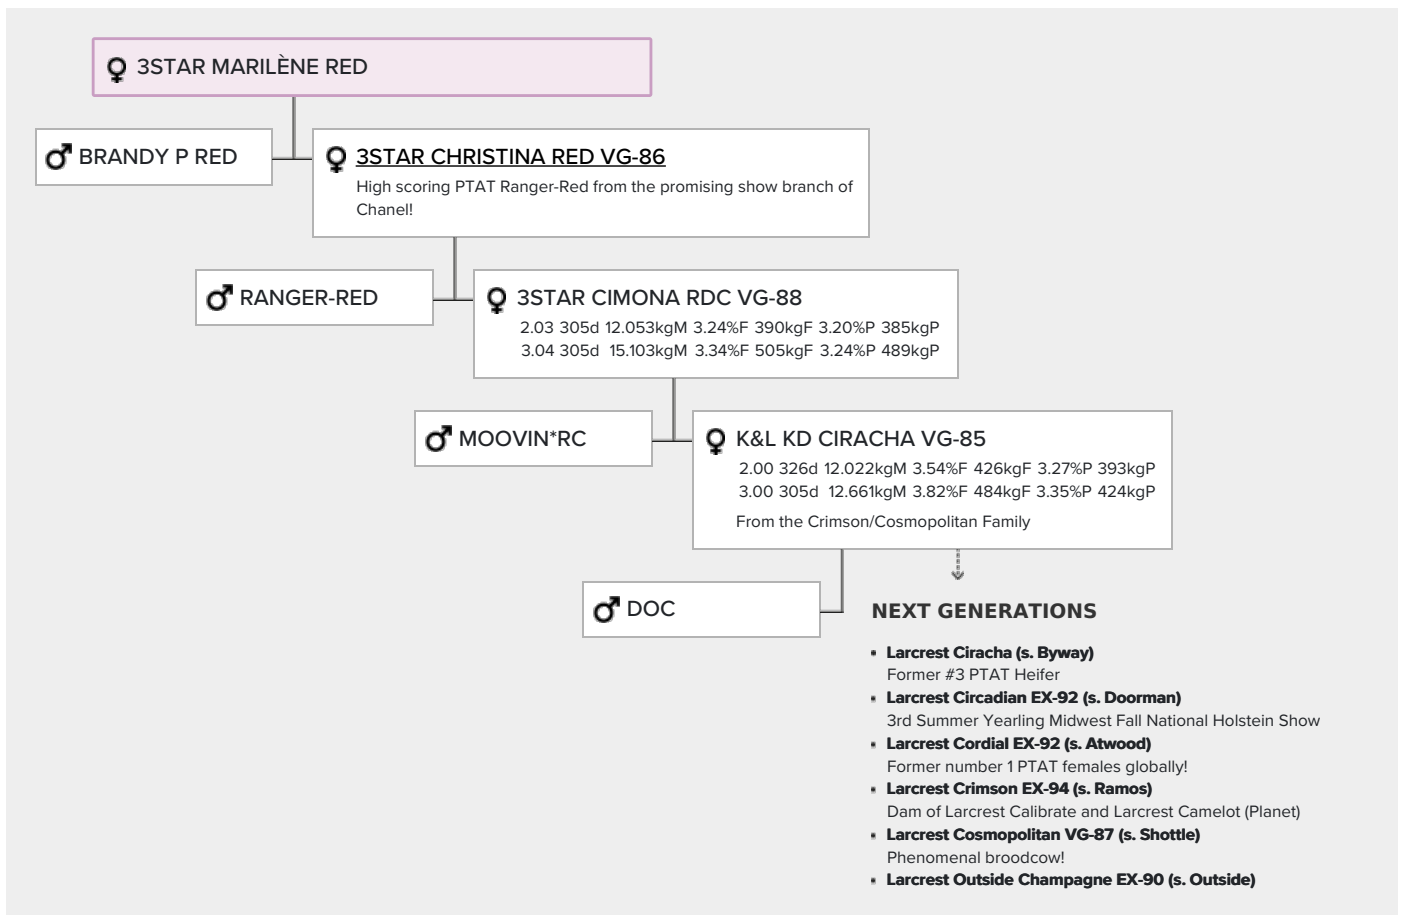 3STAR MARILÈNE RED
BRANDY P RED
3STAR CHRISTINA RED VG-86
High scoring PTAT Ranger-Red from the promising show branch of
Chanel!
RANGER-RED
3STAR CIMONA RDC VG-88
2.03 305d 12.053kgM 3.24%F 390kgF 3.20%P 385kgP
3.04 305d 15.103kgM 3.34%F 505kgF 3.24%P 489kgP
MOOVIN*RC
K&L KD CIRACHA VG-85
2.00 326d 12.022kgM 3.54%F 426kgF 3.27%P 393kgP
3.00 305d 12.661kgM 3.82%F 484kgF 3.35%P 424kgP
From the Crimson/Cosmopolitan Family
DOC
NEXT GENERATIONS
Larcrest Ciracha (s. Byway)
Former #3 PTAT Heifer
Larcrest Circadian EX-92 (s. Doorman)
3rd Summer Yearling Midwest Fall National Holstein Show
Larcrest Cordial EX-92 (s. Atwood)
Former number 1 PTAT females globally!
Larcrest Crimson EX-94 (s. Ramos)
Dam of Larcrest Calibrate and Larcrest Camelot (Planet)
Larcrest Cosmopolitan VG-87 (s. Shottle)
Phenomenal broodcow!
Larcrest Outside Champagne EX-90 (s. Outside)